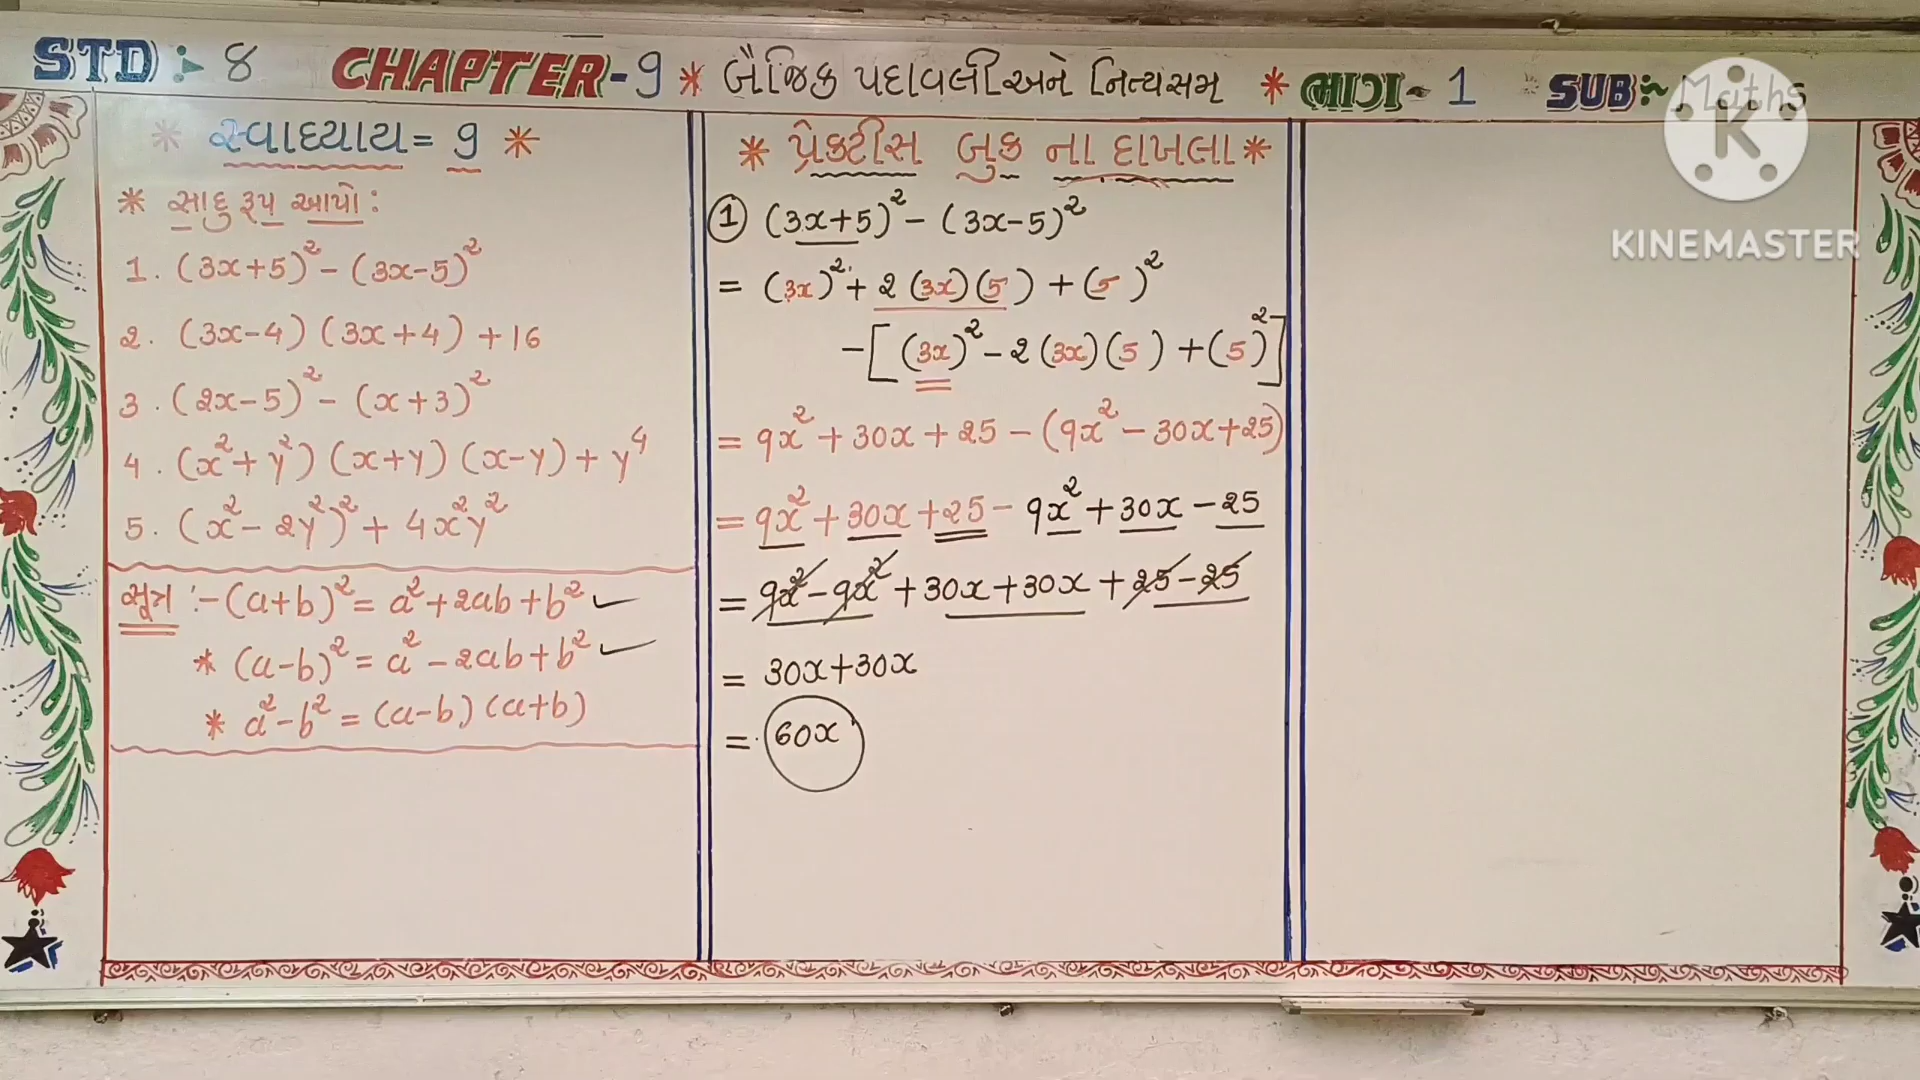 STD :- 8 CHAPTER-9 * બૈજિક પદાવલી અને નિત્યસમ * ભાગ- 1 SUB:~ Maths
K
KINEMASTER
* સ્વાધ્યાય = 9 *
* સાદુ રૂપ આપો :
1. (3x+5)² - (3x-5)²
2. (3x-4) (3x+4) + 16
3. (2x-5)² - (x+3)²
4. (x²+y²) (x+y) (x-y) + y⁴
5. (x² - 2y²)² + 4x²y²
સૂત્ર :- (a+b)² = a²+2ab+b² ✓
* (a-b)² = a² - 2ab+b² ✓
* a²-b² = (a-b) (a+b)
* પ્રેક્ટીસ બુક ના દાખલા *
① (3x+5)² - (3x-5)²
= (3x)² + 2 (3x) (5) + (5)²
- [(3x)² - 2 (3x) (5) + (5)²]
= 9x² + 30x + 25 - (9x² - 30x+25)
= 9x² + 30x + 25 - 9x² + 30x - 25
= 9x² - 9x² + 30x + 30x + 25 - 25
= 30x+30x
= 60x